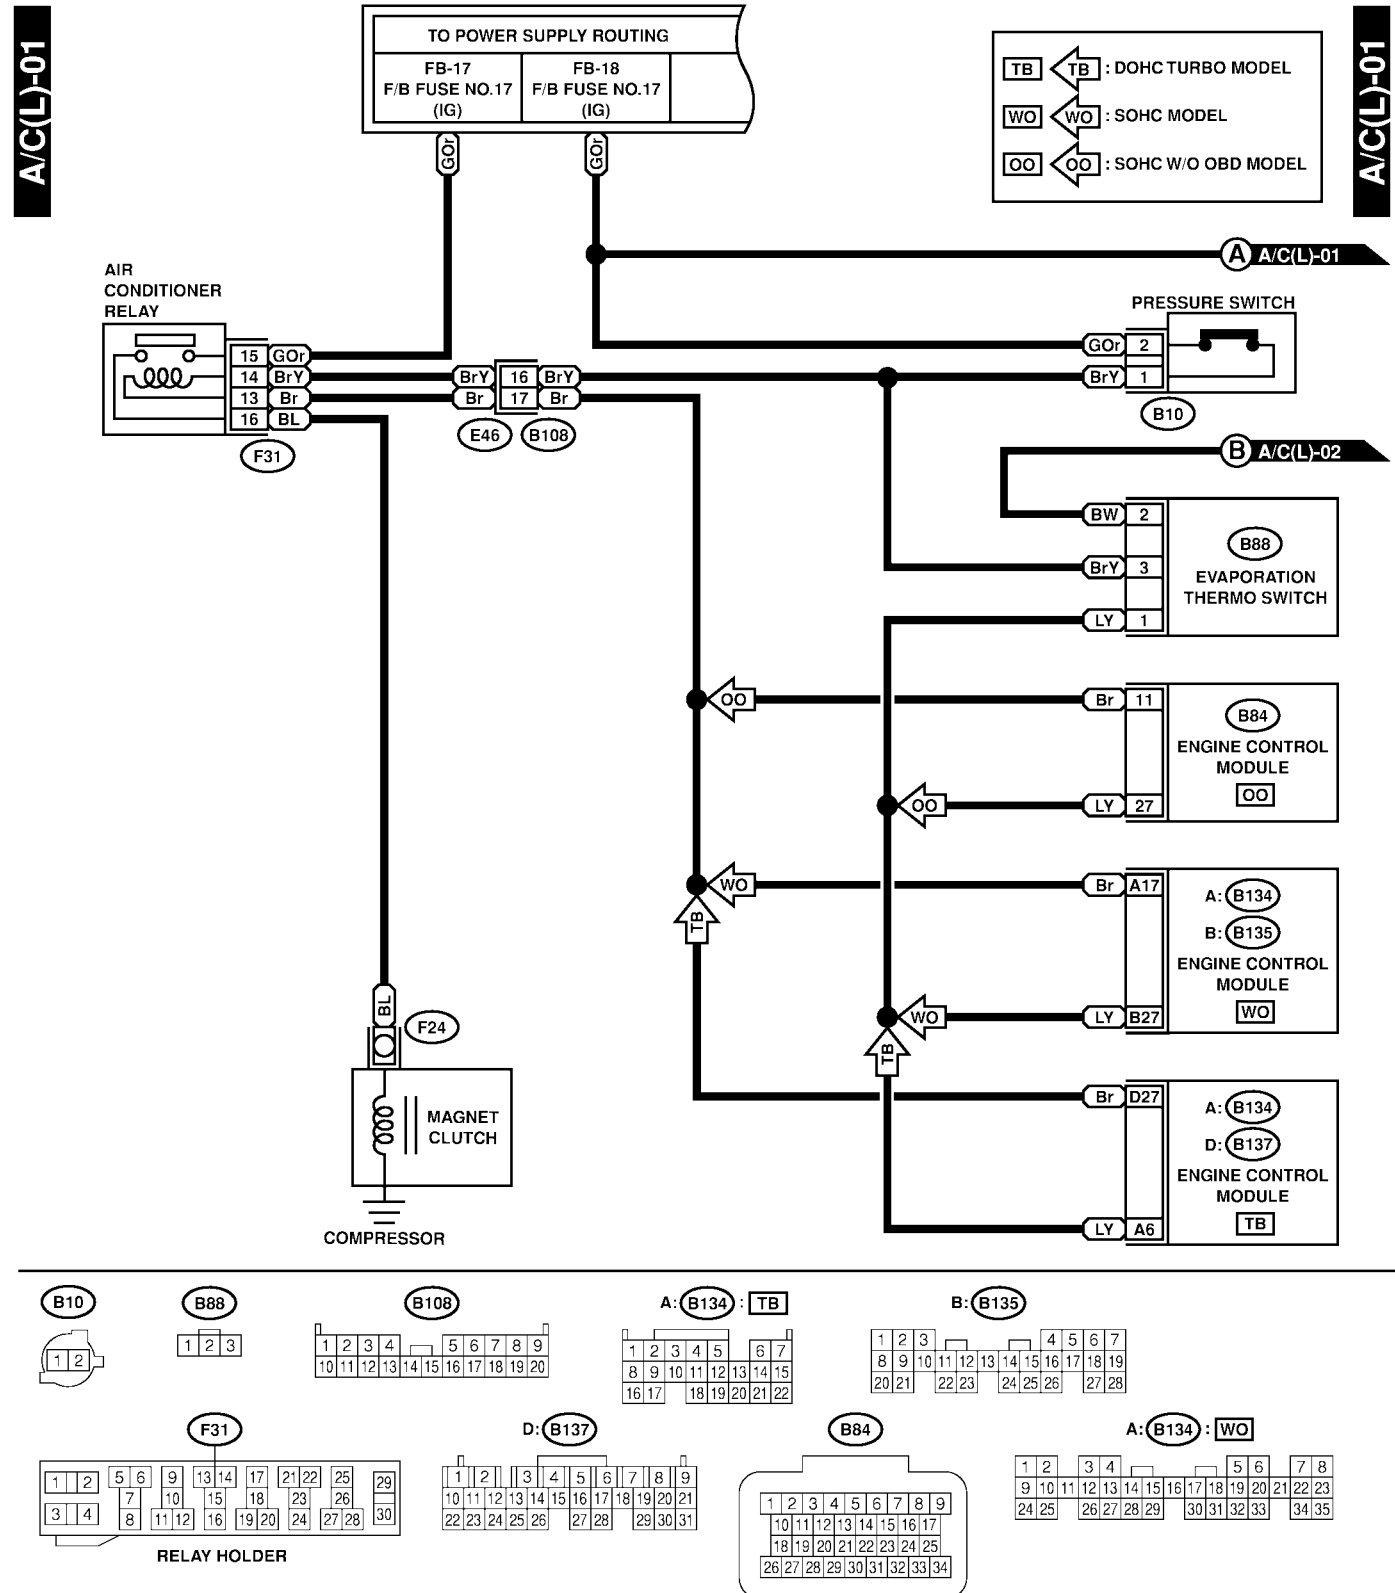 A/C(L)-01
A/C(L)-01
TO POWER SUPPLY ROUTING
FB-17
F/B FUSE NO.17
(IG)
FB-18
F/B FUSE NO.17
(IG)
TB TB : DOHC TURBO MODEL
WO WO : SOHC MODEL
OO OO : SOHC W/O OBD MODEL
GOr
GOr
A A/C(L)-01
AIR
CONDITIONER
RELAY
PRESSURE SWITCH
15 GOr
14 BrY
13 Br
16 BL
F31
BrY 16 BrY
Br 17 Br
E46 B108
GOr 2
BrY 1
B10
B A/C(L)-02
BW 2
BrY 3
LY 1
B88
EVAPORATION
THERMO SWITCH
OO
Br 11
OO
LY 27
B84
ENGINE CONTROL
MODULE
OO
WO
TB
Br A17
WO
TB
LY B27
A: B134
B: B135
ENGINE CONTROL
MODULE
WO
Br D27
LY A6
A: B134
D: B137
ENGINE CONTROL
MODULE
TB
BL
F24
MAGNET
CLUTCH
COMPRESSOR
B10
1 2
B88
1 2 3
B108
1 2 3 4 5 6 7 8 9
10 11 12 13 14 15 16 17 18 19 20
A: B134 : TB
1 2 3 4 5 6 7
8 9 10 11 12 13 14 15
16 17 18 19 20 21 22
B: B135
1 2 3 4 5 6 7
8 9 10 11 12 13 14 15 16 17 18 19
20 21 22 23 24 25 26 27 28
F31
1 2 5 6 9 13 14 17 21 22 25 29
7 10 15 18 23 26
3 4 8 11 12 16 19 20 24 27 28 30
RELAY HOLDER
D: B137
1 2 3 4 5 6 7 8 9
10 11 12 13 14 15 16 17 18 19 20 21
22 23 24 25 26 27 28 29 30 31
B84
1 2 3 4 5 6 7 8 9
10 11 12 13 14 15 16 17
18 19 20 21 22 23 24 25
26 27 28 29 30 31 32 33 34
A: B134 : WO
1 2 3 4 5 6 7 8
9 10 11 12 13 14 15 16 17 18 19 20 21 22 23
24 25 26 27 28 29 30 31 32 33 34 35